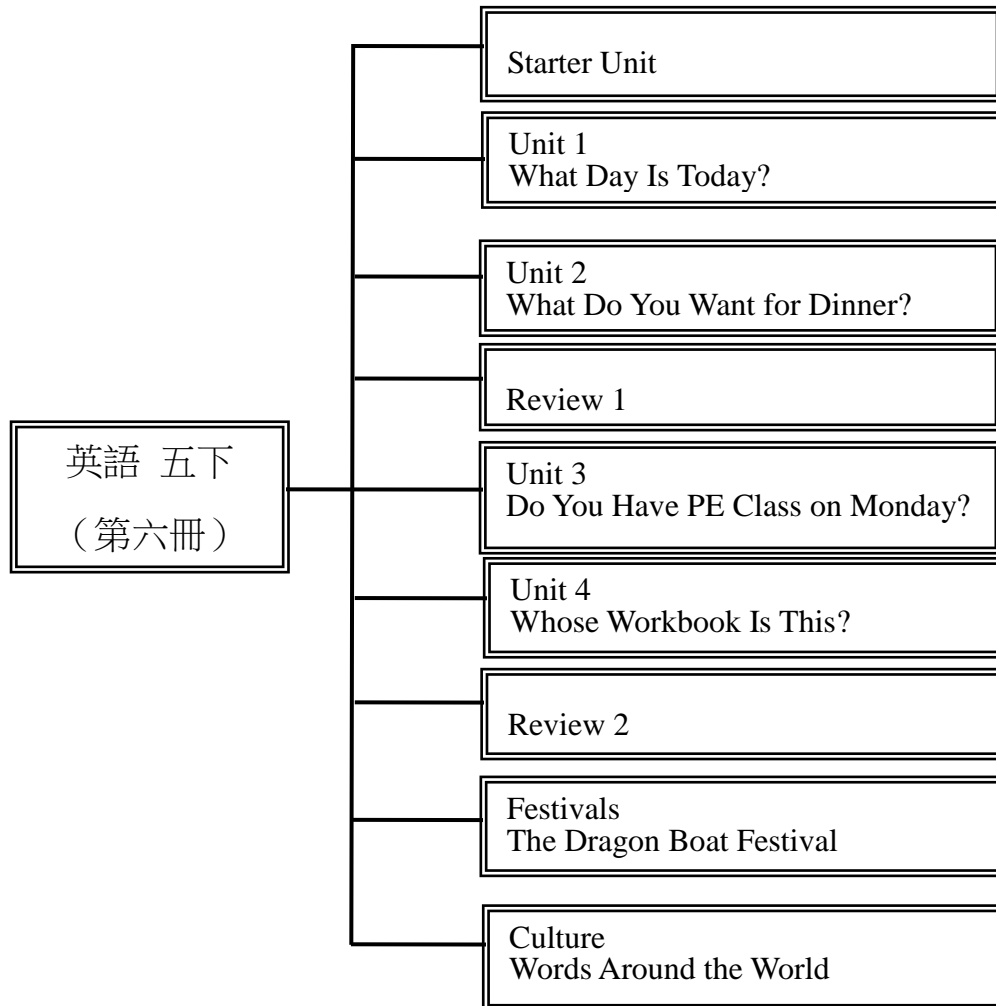 英語 五下
（第六冊）
Starter Unit
Unit 1
What Day Is Today?
Unit 2
What Do You Want for Dinner?
Review 1
Unit 3
Do You Have PE Class on Monday?
Unit 4
Whose Workbook Is This?
Review 2
Festivals
The Dragon Boat Festival
Culture
Words Around the World